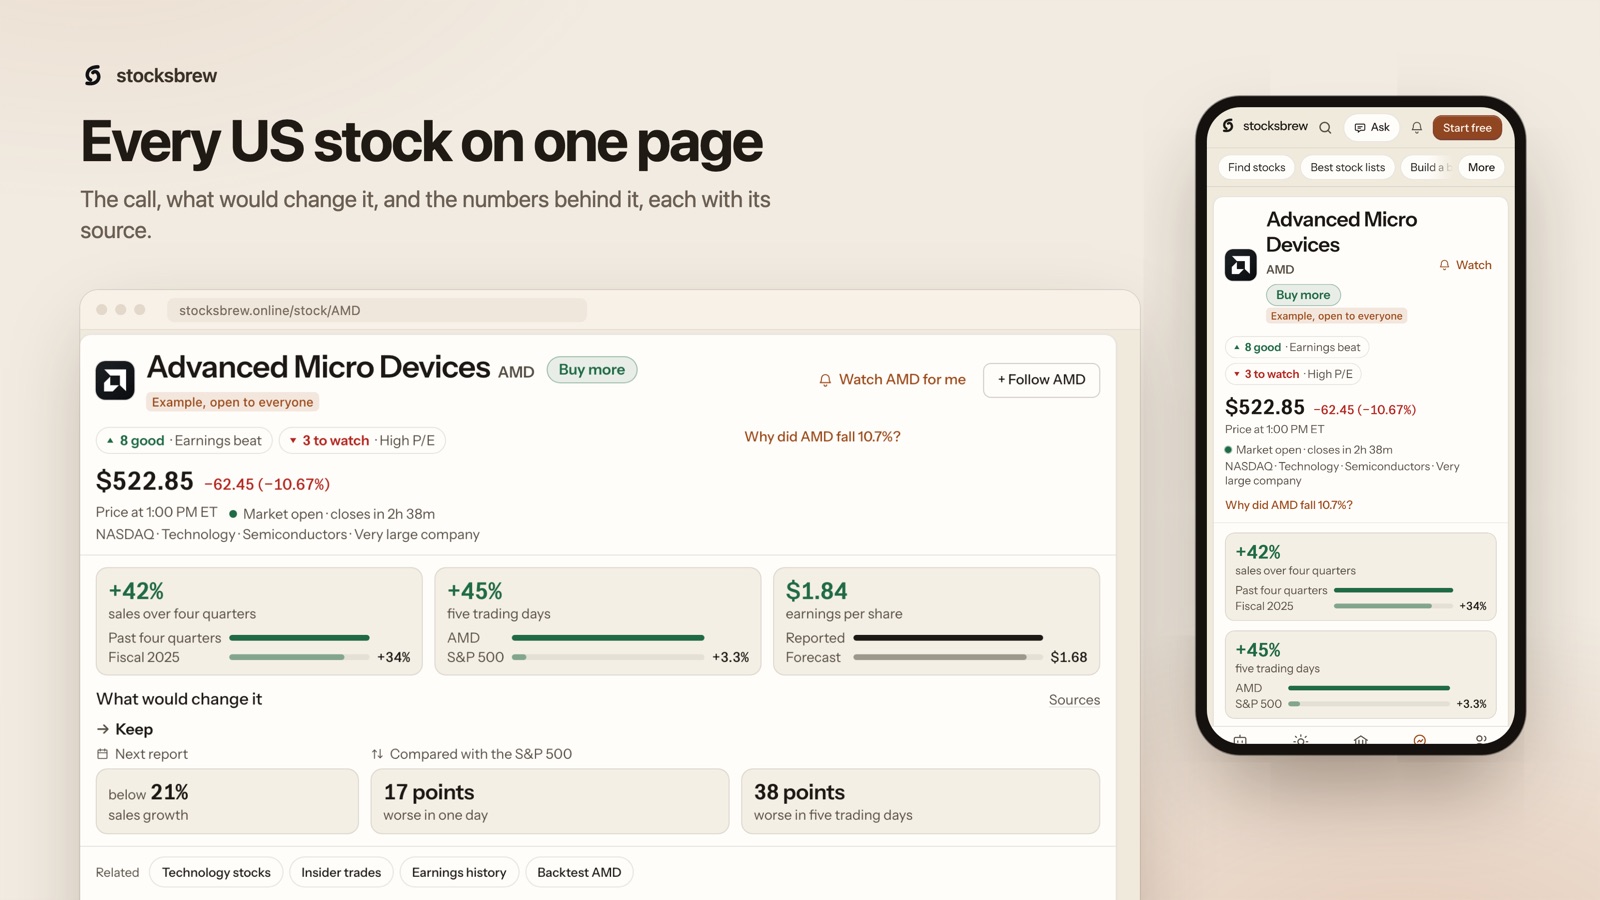 stocksbrew
Every US stock on one page
The call, what would change it, and the numbers behind it, each with its
source.
stocksbrew.online/stock/AMD
Advanced Micro Devices AMD Buy more
Example, open to everyone
Watch AMD for me
+ Follow AMD
8 good · Earnings beat
3 to watch · High P/E
Why did AMD fall 10.7%?
$522.85 −62.45 (−10.67%)
Price at 1:00 PM ET Market open · closes in 2h 38m
NASDAQ · Technology · Semiconductors · Very large company
+42%
sales over four quarters
Past four quarters
Fiscal 2025 +34%
+45%
five trading days
AMD
S&P 500 +3.3%
$1.84
earnings per share
Reported
Forecast $1.68
What would change it
Sources
→ Keep
Next report
Compared with the S&P 500
below 21%
sales growth
17 points
worse in one day
38 points
worse in five trading days
Related Technology stocks Insider trades Earnings history Backtest AMD
stocksbrew Ask Start free
Find stocks Best stock lists Build a More
Advanced Micro
Devices
AMD
Watch
Buy more
Example, open to everyone
8 good · Earnings beat
3 to watch · High P/E
$522.85 −62.45 (−10.67%)
Price at 1:00 PM ET
Market open · closes in 2h 38m
NASDAQ · Technology · Semiconductors · Very
large company
Why did AMD fall 10.7%?
+42%
sales over four quarters
Past four quarters
Fiscal 2025 +34%
+45%
five trading days
AMD
S&P 500 +3.3%